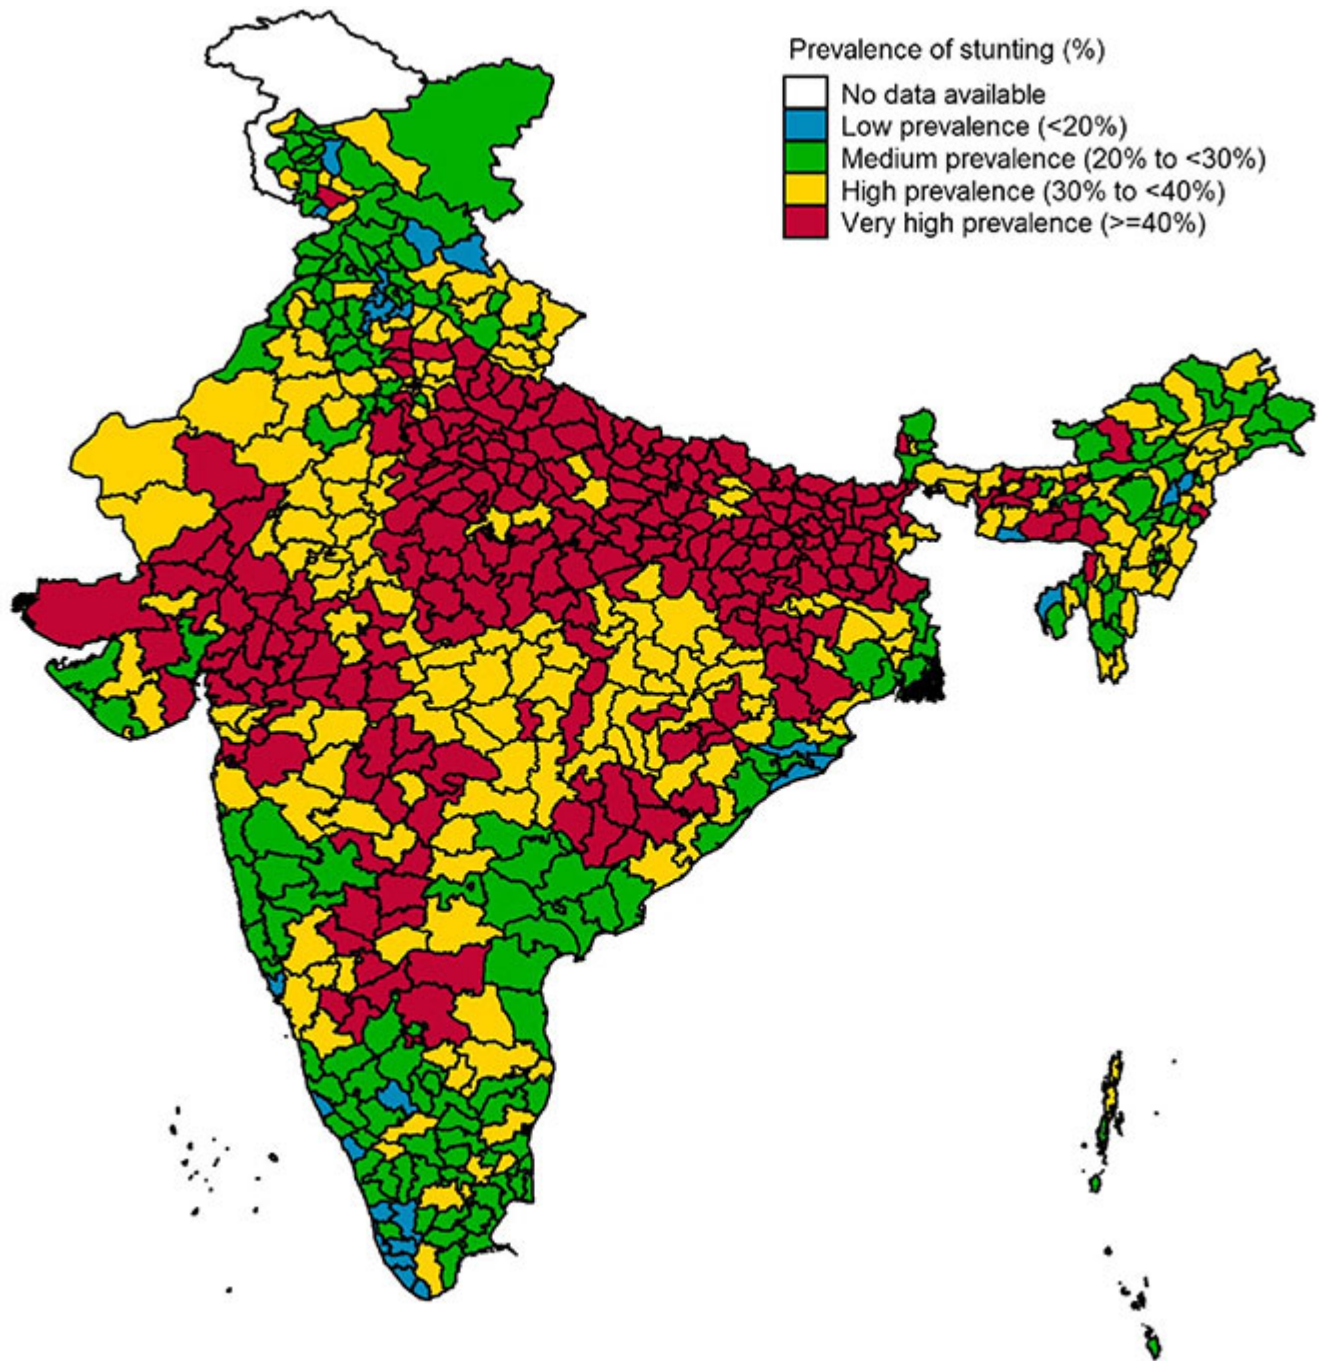 Prevalence of stunting (%)
No data available
Low prevalence (<20%)
Medium prevalence (20% to <30%)
High prevalence (30% to <40%)
Very high prevalence (>=40%)